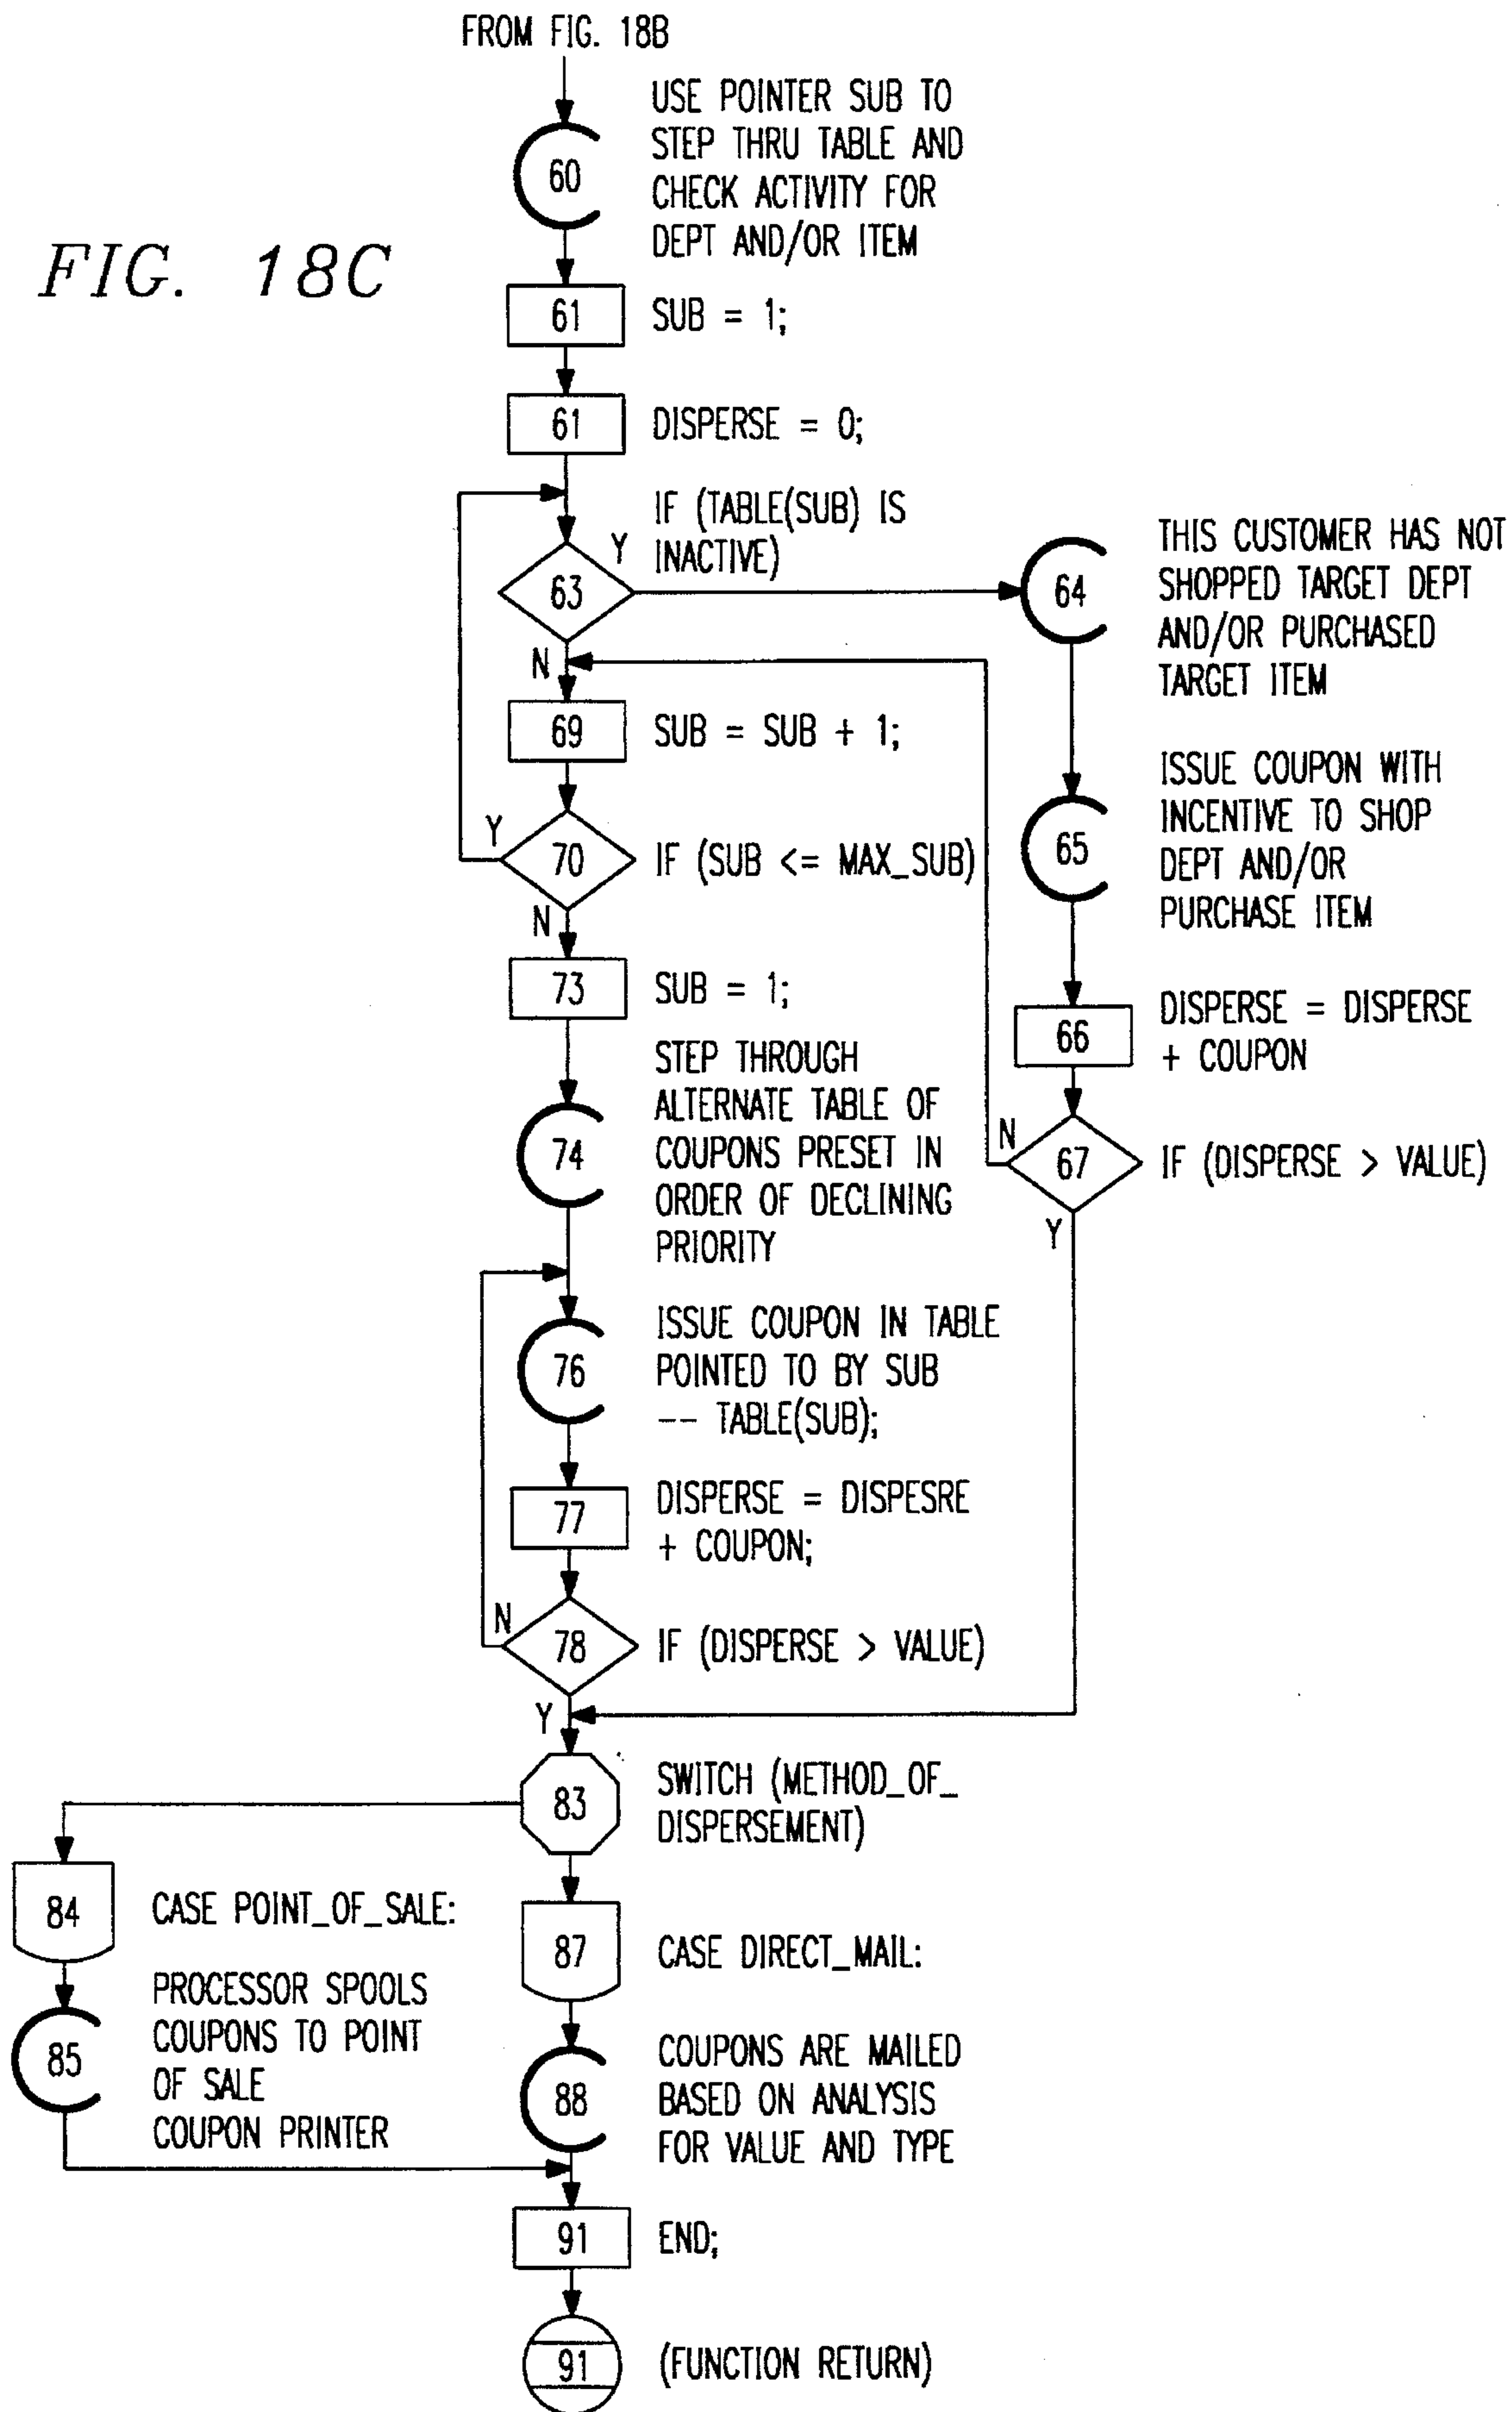 FROM FIG. 18B
FIG. 18C
60
USE POINTER SUB TO
STEP THRU TABLE AND
CHECK ACTIVITY FOR
DEPT AND/OR ITEM
61
SUB = 1;
61
DISPERSE = 0;
63
Y
N
IF (TABLE(SUB) IS
INACTIVE)
64
THIS CUSTOMER HAS NOT
SHOPPED TARGET DEPT
AND/OR PURCHASED
TARGET ITEM
65
ISSUE COUPON WITH
INCENTIVE TO SHOP
DEPT AND/OR
PURCHASE ITEM
66
DISPERSE = DISPERSE
+ COUPON
67
N
Y
IF (DISPERSE > VALUE)
69
SUB = SUB + 1;
70
Y
N
IF (SUB <= MAX_SUB)
73
SUB = 1;
74
STEP THROUGH
ALTERNATE TABLE OF
COUPONS PRESET IN
ORDER OF DECLINING
PRIORITY
76
ISSUE COUPON IN TABLE
POINTED TO BY SUB
-- TABLE(SUB);
77
DISPERSE = DISPESRE
+ COUPON;
78
N
Y
IF (DISPERSE > VALUE)
83
SWITCH (METHOD_OF_
DISPERSEMENT)
84
CASE POINT_OF_SALE:
85
PROCESSOR SPOOLS
COUPONS TO POINT
OF SALE
COUPON PRINTER
87
CASE DIRECT_MAIL:
88
COUPONS ARE MAILED
BASED ON ANALYSIS
FOR VALUE AND TYPE
91
END;
91
(FUNCTION RETURN)